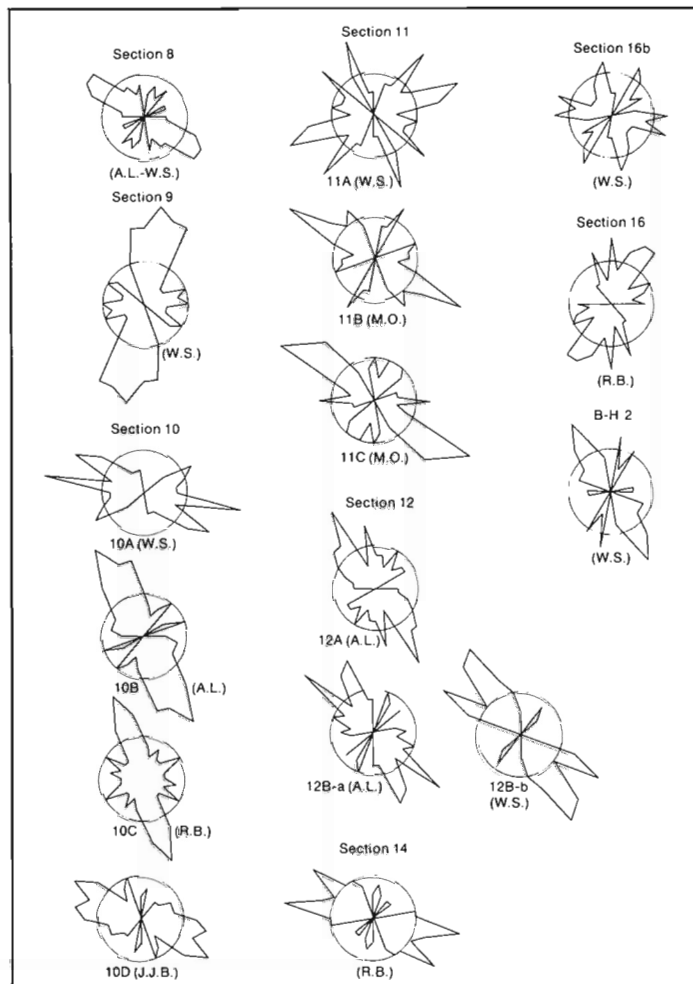 Section 8
(A.L.-W.S.)
Section 9
(W.S.)
Section 10
10A (W.S.)
10B (A.L.)
10C (R.B.)
10D (J.J.B.)
Section 11
11A (W.S.)
11B (M.O.)
11C (M.O.)
Section 12
12A (A.L.)
12B-a (A.L.)
12B-b
(W.S.)
Section 14
(R.B.)
Section 16b
(W.S.)
Section 16
(R.B.)
B-H 2
(W.S.)